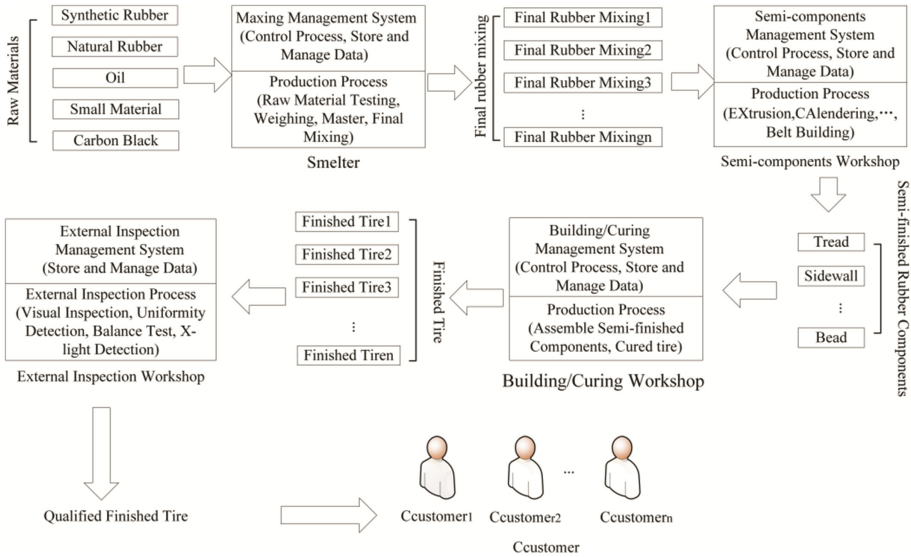 Raw Materials
Synthetic Rubber
Natural Rubber
Oil
Small Material
Carbon Black
Maxing Management System
(Control Process, Store and
Manage Data)
Production Process
(Raw Material Testing,
Weighing, Master, Final
Mixing)
Smelter
Final rubber mixing
Final Rubber Mixing1
Final Rubber Mixing2
Final Rubber Mixing3
⋮
Final Rubber Mixingn
Semi-components
Management System
(Control Process, Store and
Manage Data)
Production Process
(EXtrusion,CAlendering,⋯,
Belt Building)
Semi-components Workshop
Semi-finished Rubber Components
Tread
Sidewall
⋮
Bead
Building/Curing
Management System
(Control Process, Store and
Manage Data)
Production Process
(Assemble Semi-finished
Components, Cured tire)
Building/Curing Workshop
Finished Tire
Finished Tire1
Finished Tire2
Finished Tire3
⋮
Finished Tiren
External Inspection
Management System
(Store and Manage Data)
External Inspection Process
(Visual Inspection, Uniformity
Detection, Balance Test, X-
light Detection)
External Inspection Workshop
Qualified Finished Tire
...
Ccustomer1
Ccustomer2
Ccustomern
Ccustomer